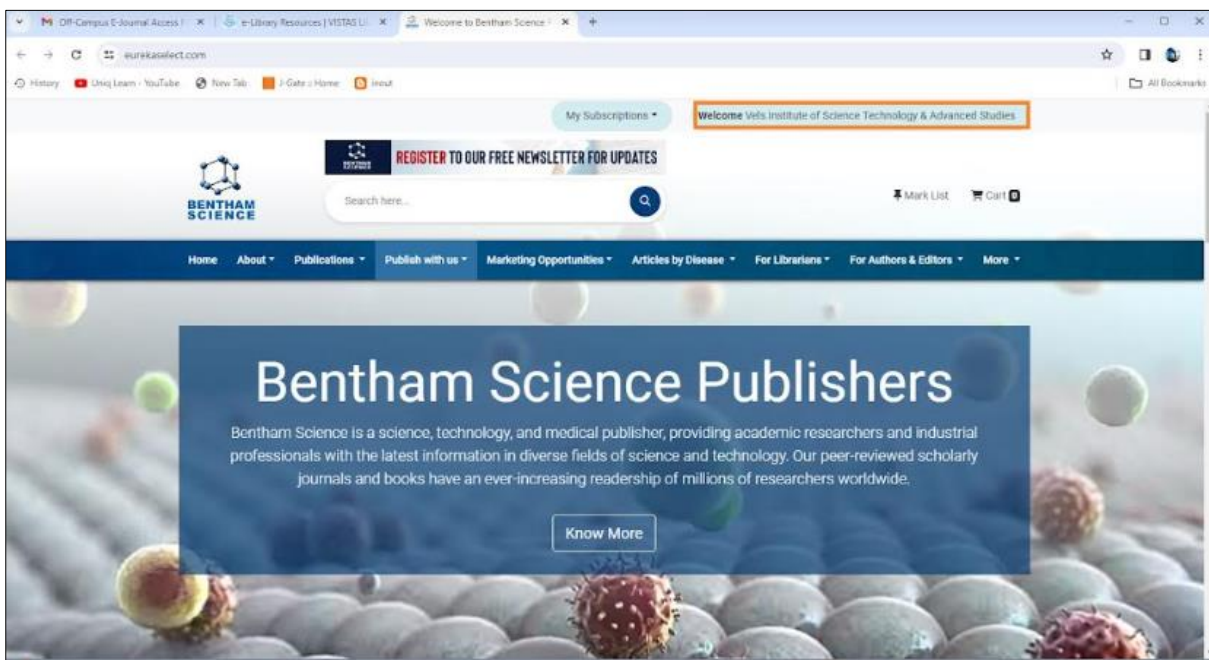 Off-Campus E-Journal Access
e-Library Resources | VISTAS Li
Welcome to Bentham Science
eurekaselect.com
History
Uniq Learn - YouTube
New Tab
J-Gate :: Home
inout
All Bookmarks
My Subscriptions
Welcome Vels Institute of Science Technology & Advanced Studies
BENTHAM SCIENCE
REGISTER TO OUR FREE NEWSLETTER FOR UPDATES
BENTHAM
SCIENCE
Search here...
Mark List
Cart 0
Home About Publications Publish with us Marketing Opportunities Articles by Disease For Librarians For Authors & Editors More
Bentham Science Publishers
Bentham Science is a science, technology, and medical publisher, providing academic researchers and industrial
professionals with the latest information in diverse fields of science and technology. Our peer-reviewed scholarly
journals and books have an ever-increasing readership of millions of researchers worldwide.
Know More